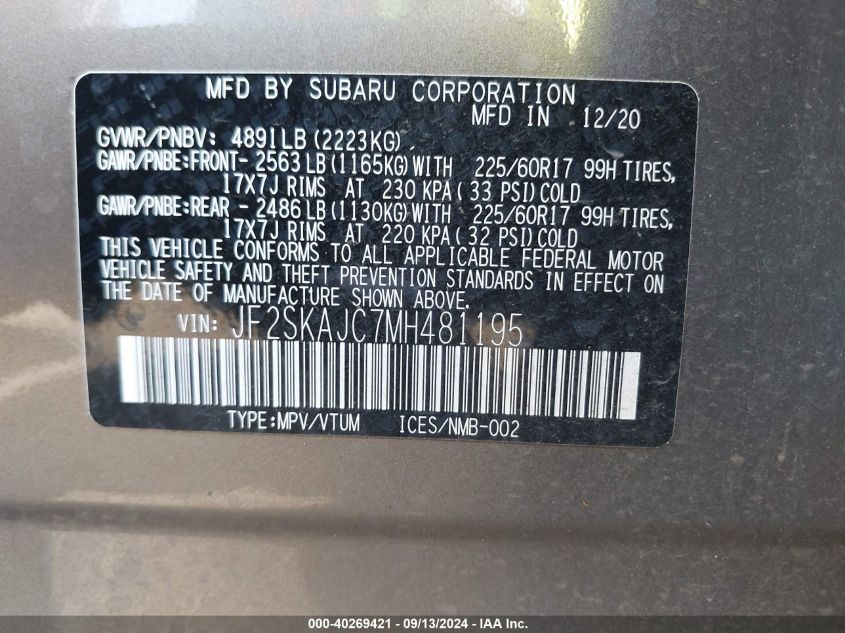 MFD BY SUBARU CORPORATION
MFD IN 12/20
GVWR/PNBV: 4891LB(2223KG)
GAWR/PNBE:FRONT- 2563LB(1165KG)WITH 225/60R17 99H TIRES,
17X7J RIMS AT 230 KPA(33 PSI)COLD
GAWR/PNBE:REAR - 2486LB(1130KG)WITH 225/60R17 99H TIRES,
17X7J RIMS AT 220 KPA(32 PSI)COLD
THIS VEHICLE CONFORMS TO ALL APPLICABLE FEDERAL MOTOR
VEHICLE SAFETY AND THEFT PREVENTION STANDARDS IN EFFECT ON
THE DATE OF MANUFACTURE SHOWN ABOVE.
VIN: JF2SKAJC7MH481195
TYPE:MPV/VTUM ICES/NMB-002
000-40269421 - 09/13/2024 - IAA Inc.